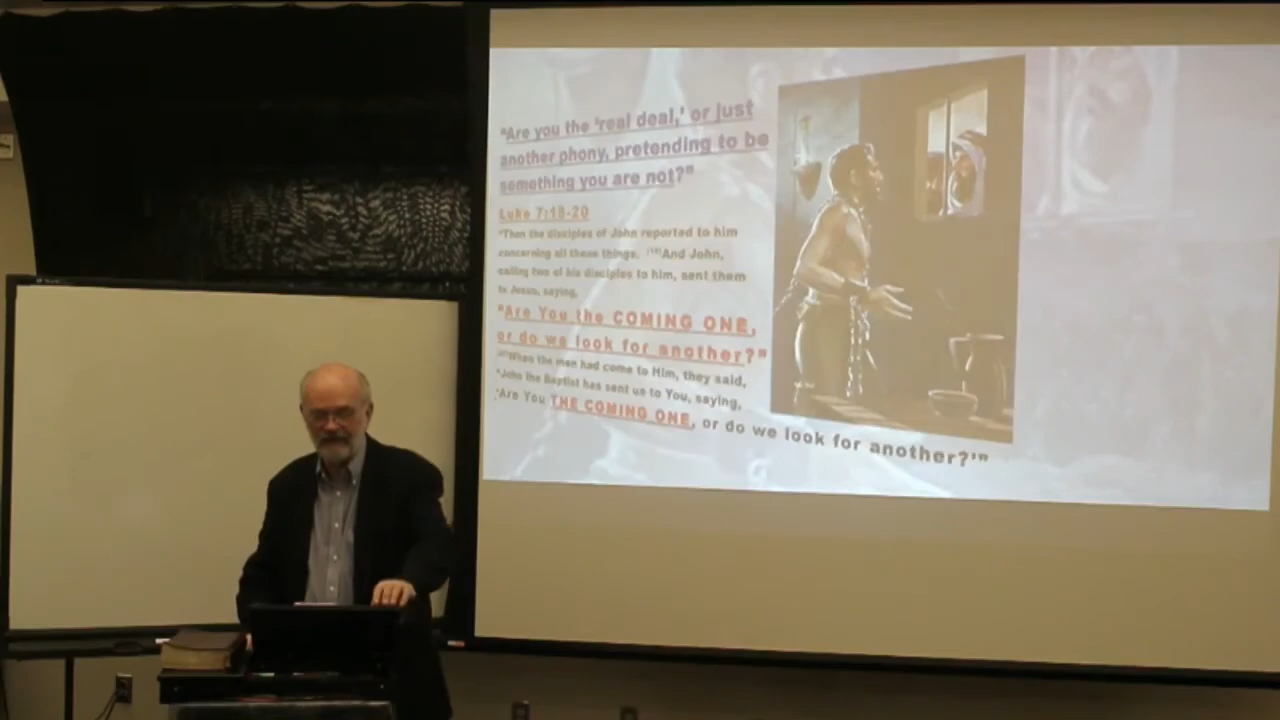 "Are you the 'real deal,' or just
another phony, pretending to be
something you are not?"
Luke 7:18-20
"Then the disciples of John reported to him
concerning all these things. (19)And John,
calling two of his disciples to him, sent them
to Jesus, saying,
"Are You the COMING ONE,
or do we look for another?"
(20)When the men had come to Him, they said,
"John the Baptist has sent us to You, saying,
'Are You THE COMING ONE, or do we look for another?'"